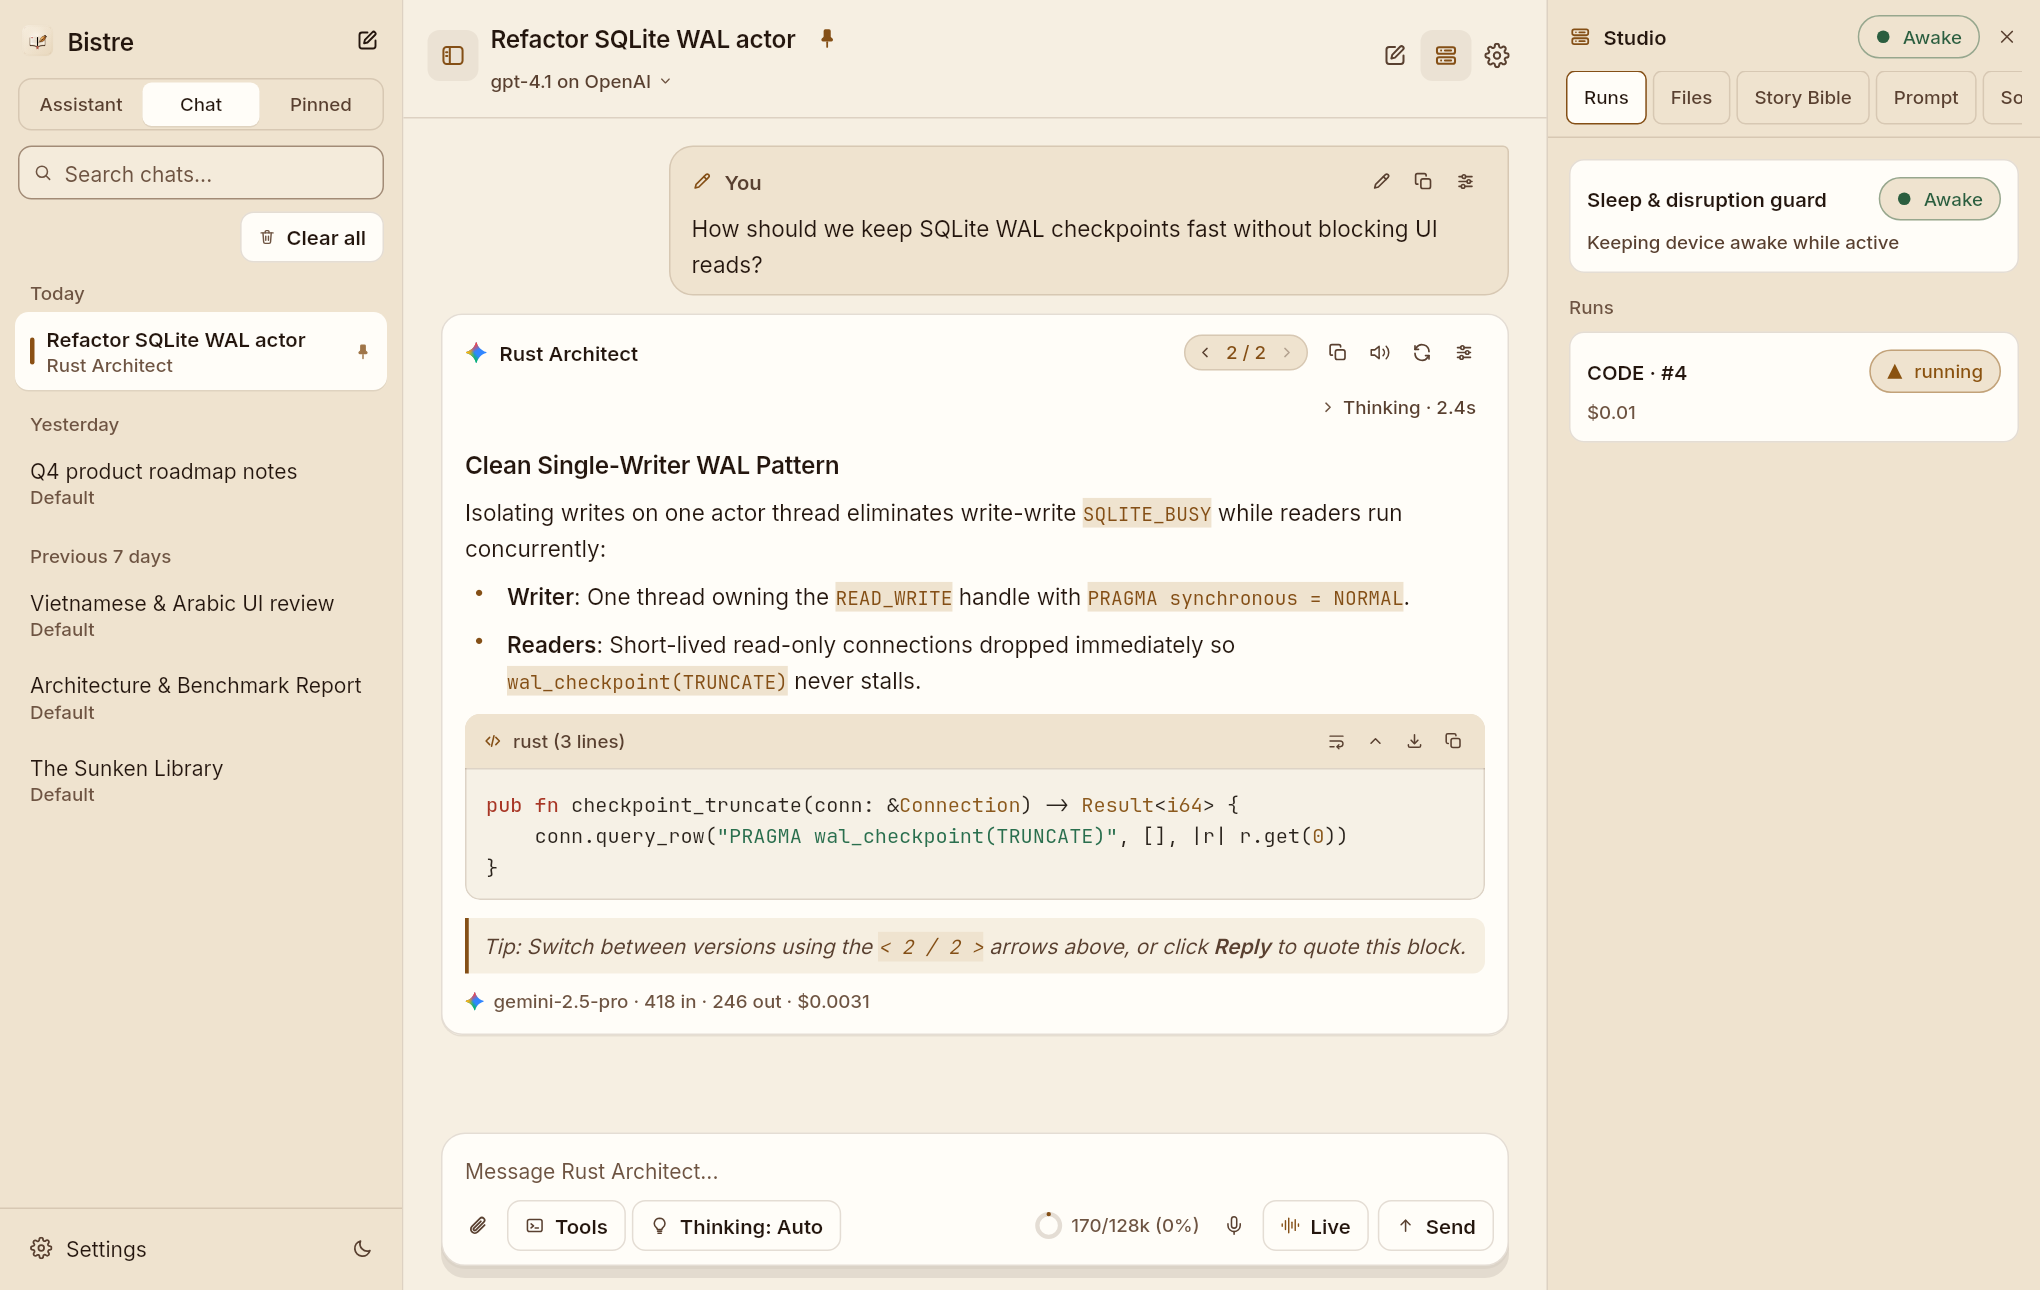 Bistre
Assistant
Chat
Pinned
Search chats...
Clear all
Today
Refactor SQLite WAL actor
Rust Architect
Yesterday
Q4 product roadmap notes
Default
Previous 7 days
Vietnamese & Arabic UI review
Default
Architecture & Benchmark Report
Default
The Sunken Library
Default
Settings
Refactor SQLite WAL actor
gpt-4.1 on OpenAI
You
How should we keep SQLite WAL checkpoints fast without blocking UI
reads?
Rust Architect
2 / 2
Thinking · 2.4s
Clean Single-Writer WAL Pattern
Isolating writes on one actor thread eliminates write-write SQLITE_BUSY while readers run
concurrently:
• Writer: One thread owning the READ_WRITE handle with PRAGMA synchronous = NORMAL.
• Readers: Short-lived read-only connections dropped immediately so
wal_checkpoint(TRUNCATE) never stalls.
rust (3 lines)
pub fn checkpoint_truncate(conn: &Connection) -> Result<i64> {
    conn.query_row("PRAGMA wal_checkpoint(TRUNCATE)", [], |r| r.get(0))
}
Tip: Switch between versions using the < 2 / 2 > arrows above, or click Reply to quote this block.
gemini-2.5-pro · 418 in · 246 out · $0.0031
Message Rust Architect...
Tools
Thinking: Auto
170/128k (0%)
Live
Send
Studio
Awake
Runs
Files
Story Bible
Prompt
So
Sleep & disruption guard
Awake
Keeping device awake while active
Runs
CODE · #4
running
$0.01